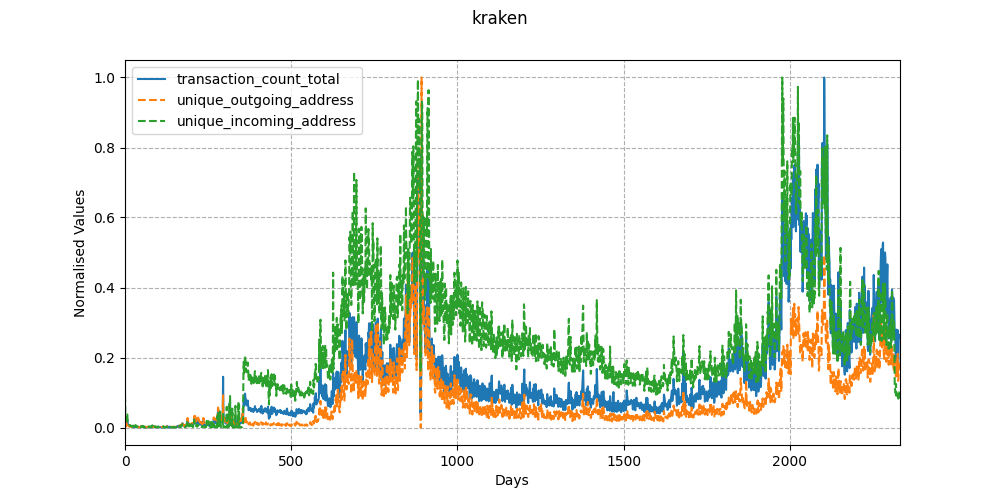 kraken
transaction_count_total
unique_outgoing_address
unique_incoming_address
Normalised Values
1.0
0.8
0.6
0.4
0.2
0.0
0
500
1000
1500
2000
Days